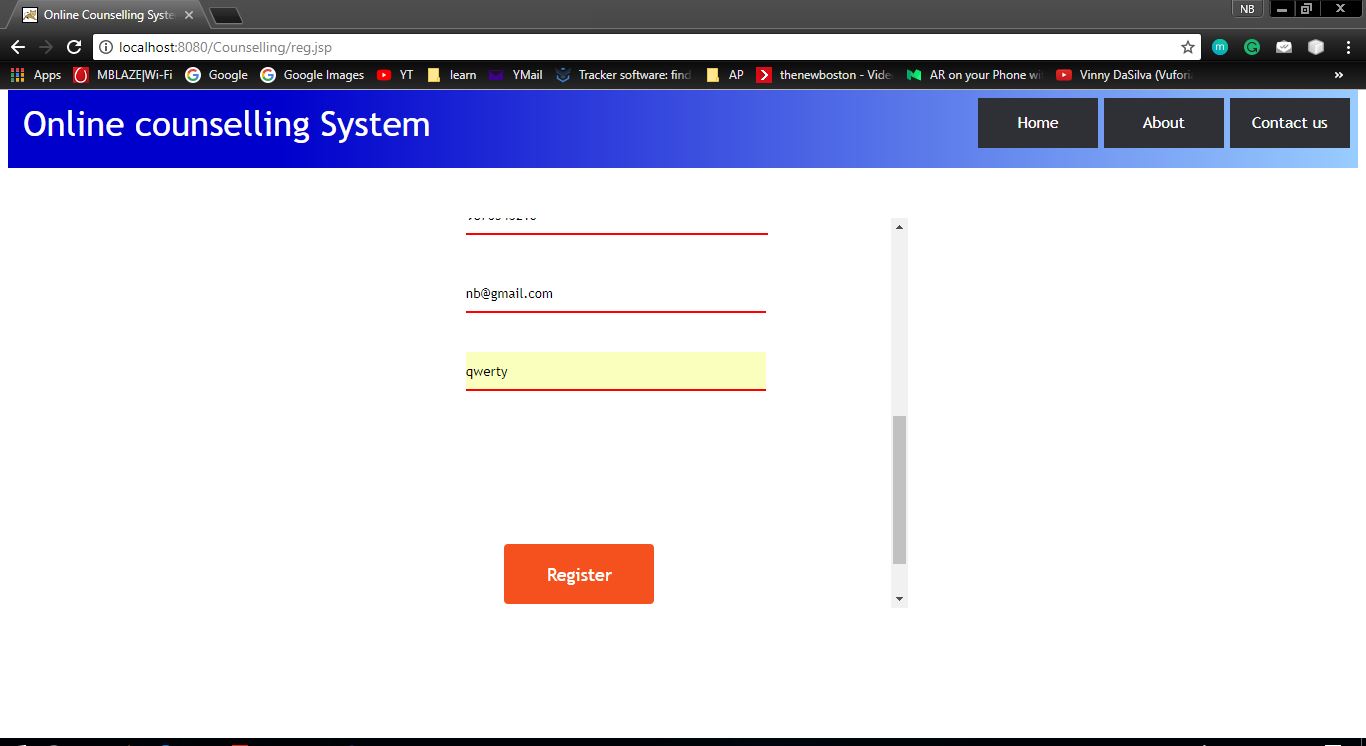 Online Counselling Syste
NB
localhost:8080/Counselling/reg.jsp
Apps MBLAZE|Wi-Fi Google Google Images YT learn YMail Tracker software: find AP thenewboston - Vide AR on your Phone wi Vinny DaSilva (Vufori »
Online counselling System
Home About Contact us
nb@gmail.com
qwerty
Register